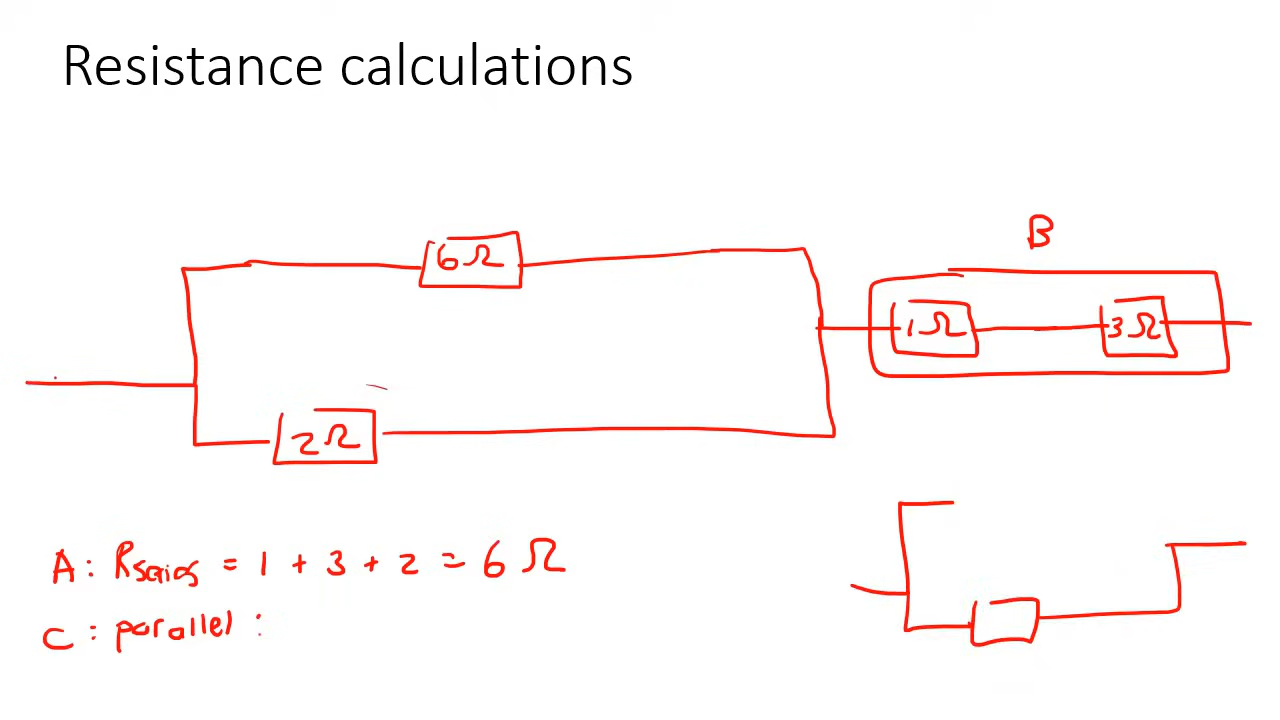 Resistance calculations
B
6Ω
1Ω 3Ω
2Ω
A: Rseries = 1 + 3 + 2 = 6 Ω
C: parallel: